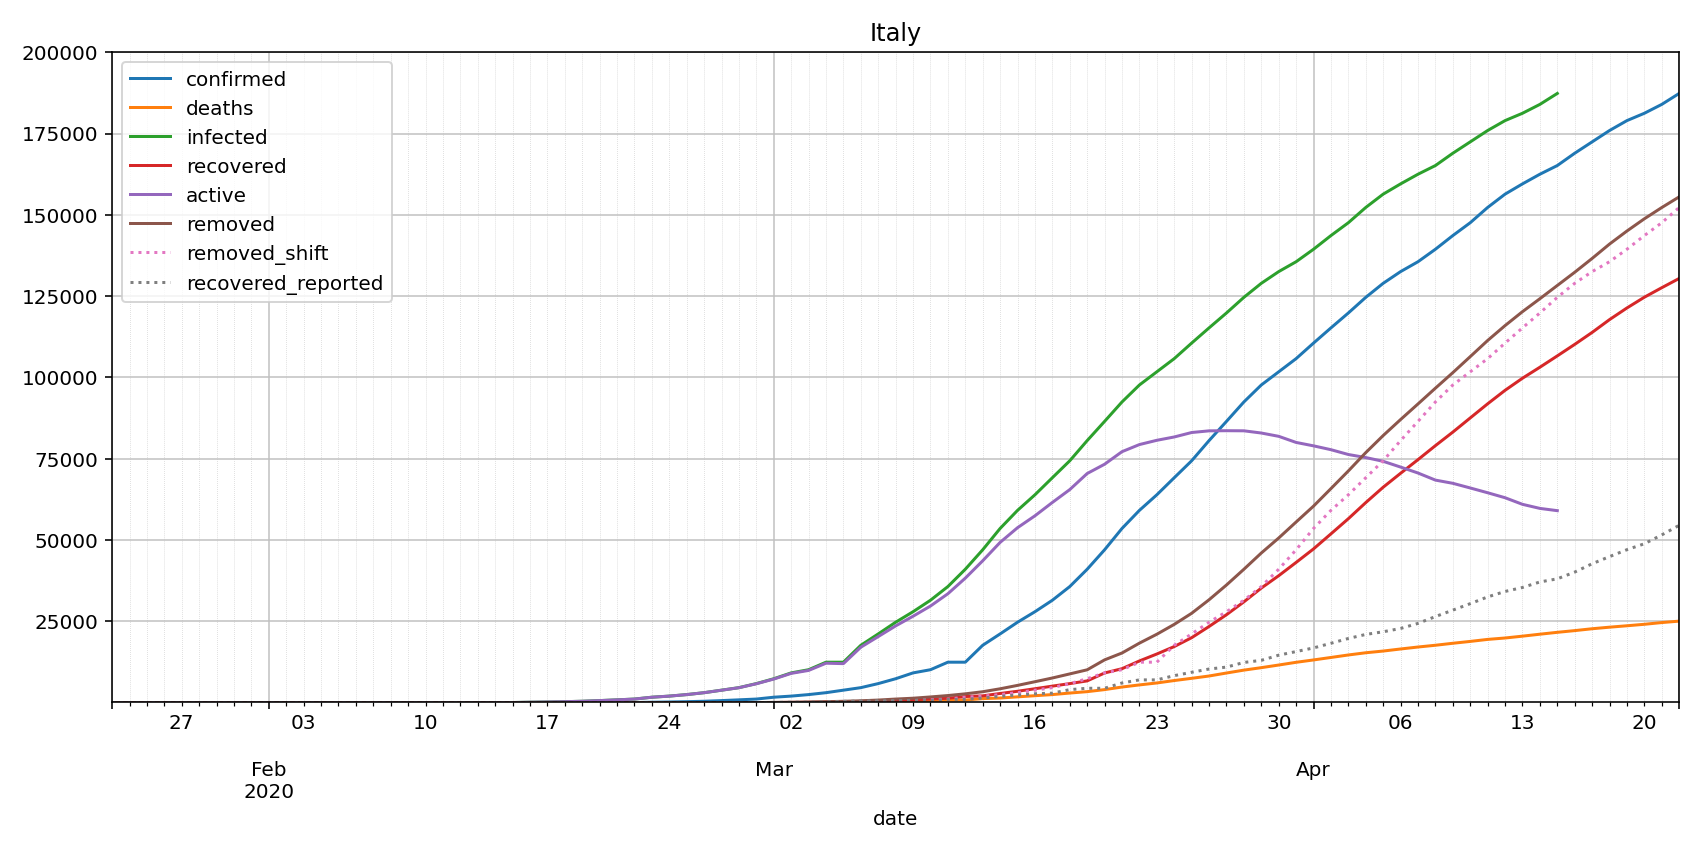 Italy
200000
175000
150000
125000
100000
75000
50000
25000
confirmed
deaths
infected
recovered
active
removed
removed_shift
recovered_reported
27 03 10 17 24 02 09 16 23 30 06 13 20
Feb Mar Apr
2020
date